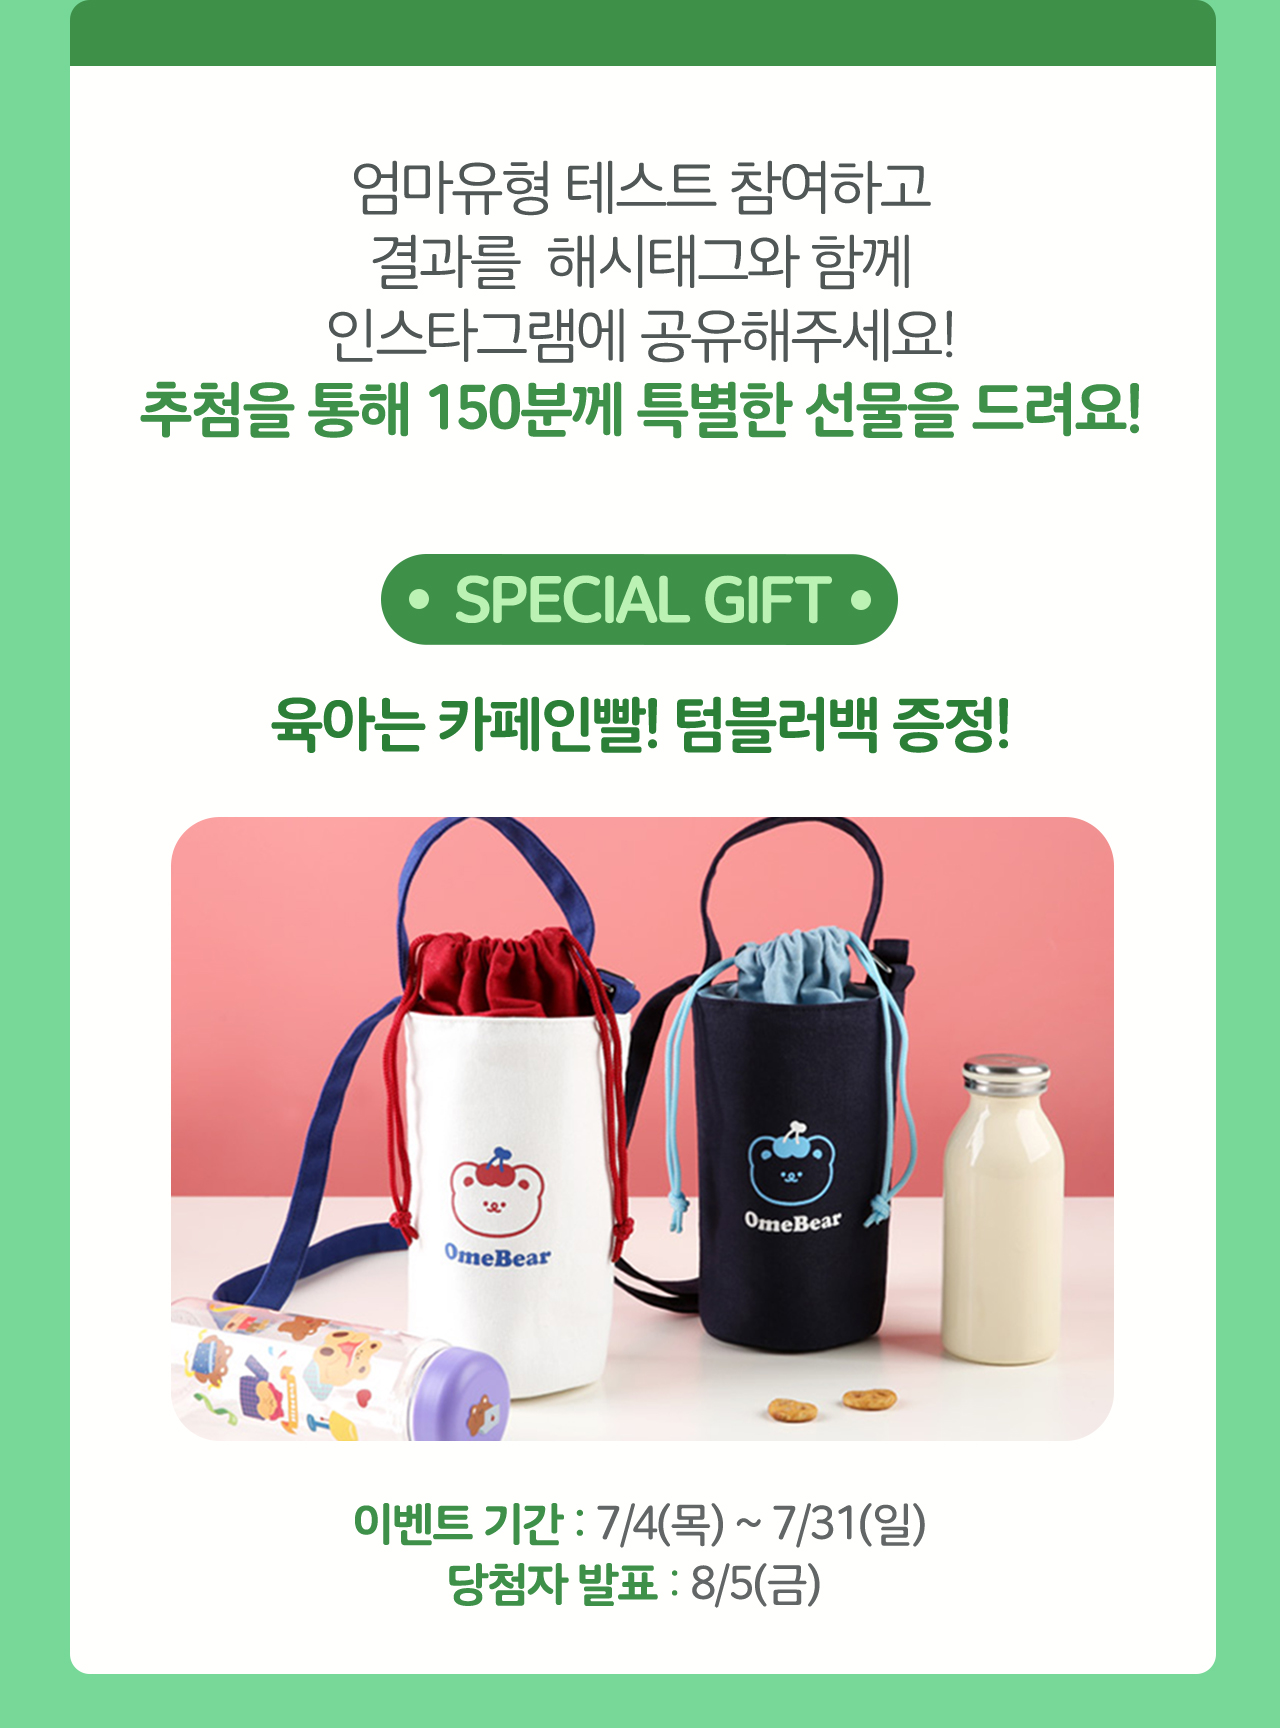 엄마유형 테스트 참여하고
결과를 해시태그와 함께
인스타그램에 공유해주세요!
추첨을 통해 150분께 특별한 선물을 드려요!
• SPECIAL GIFT •
육아는 카페인빨! 텀블러백 증정!
OmeBear
OmeBear
이벤트 기간 : 7/4(목) ~ 7/31(일)
당첨자 발표 : 8/5(금)